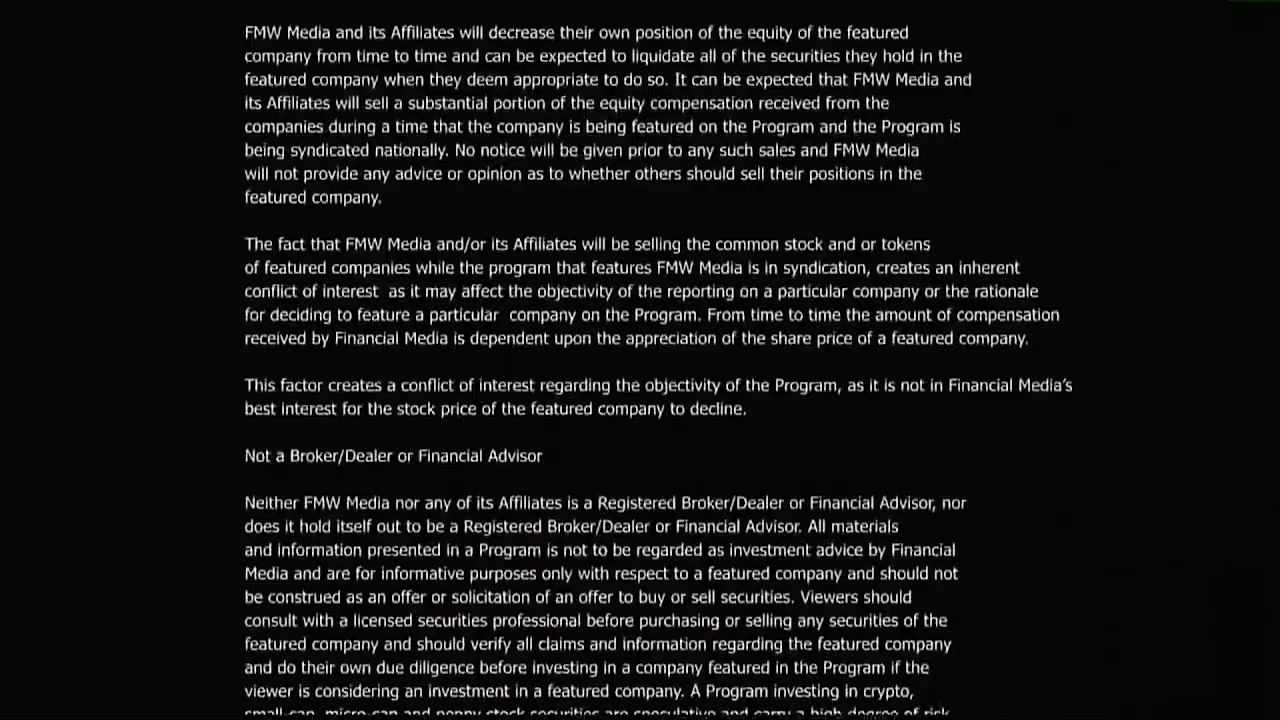 FMW Media and its Affiliates will decrease their own position of the equity of the featured
company from time to time and can be expected to liquidate all of the securities they hold in the
featured company when they deem appropriate to do so. It can be expected that FMW Media and
its Affiliates will sell a substantial portion of the equity compensation received from the
companies during a time that the company is being featured on the Program and the Program is
being syndicated nationally. No notice will be given prior to any such sales and FMW Media
will not provide any advice or opinion as to whether others should sell their positions in the
featured company.
The fact that FMW Media and/or its Affiliates will be selling the common stock and or tokens
of featured companies while the program that features FMW Media is in syndication, creates an inherent
conflict of interest as it may affect the objectivity of the reporting on a particular company or the rationale
for deciding to feature a particular company on the Program. From time to time the amount of compensation
received by Financial Media is dependent upon the appreciation of the share price of a featured company.
This factor creates a conflict of interest regarding the objectivity of the Program, as it is not in Financial Media’s
best interest for the stock price of the featured company to decline.
Not a Broker/Dealer or Financial Advisor
Neither FMW Media nor any of its Affiliates is a Registered Broker/Dealer or Financial Advisor, nor
does it hold itself out to be a Registered Broker/Dealer or Financial Advisor. All materials
and information presented in a Program is not to be regarded as investment advice by Financial
Media and are for informative purposes only with respect to a featured company and should not
be construed as an offer or solicitation of an offer to buy or sell securities. Viewers should
consult with a licensed securities professional before purchasing or selling any securities of the
featured company and should verify all claims and information regarding the featured company
and do their own due diligence before investing in a company featured in the Program if the
viewer is considering an investment in a featured company. A Program investing in crypto,
small-cap, micro-cap and penny stock securities are speculative and carry a high degree of risk